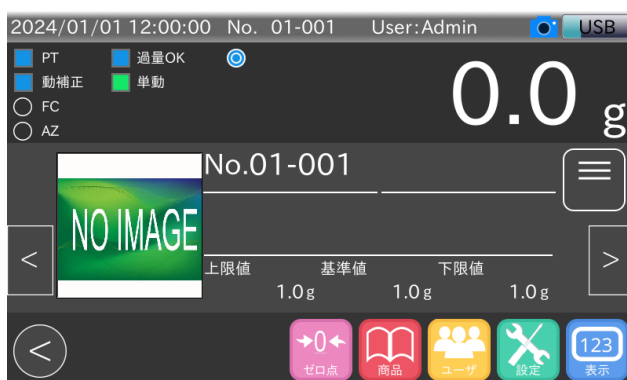 2024/01/01 12:00:00 No. 01-001 User:Admin USB
PT 過量OK
動補正 単動
FC
AZ
0.0 g
No.01-001
NO IMAGE
<
>
上限値 基準値 下限値
1.0g 1.0g 1.0g
<
→0← 123
ゼロ点 商品 ユーザ 設定 表示